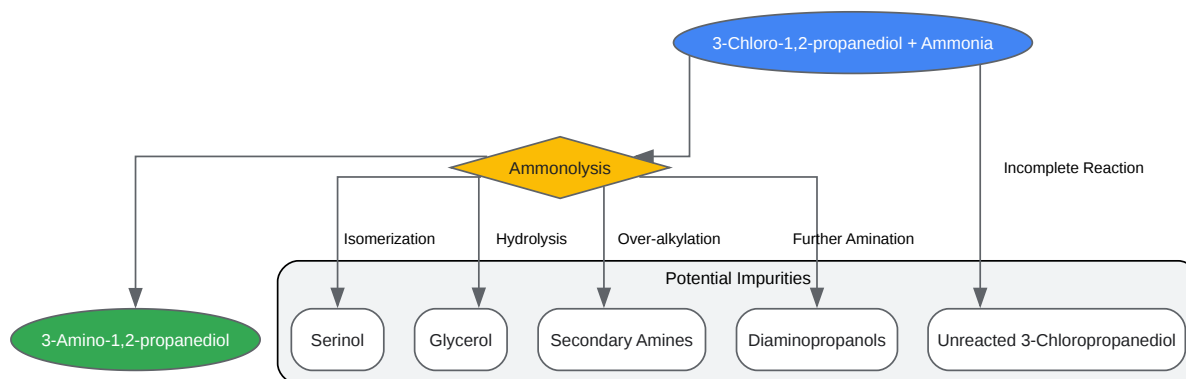 3-Chloro-1,2-propanediol + Ammonia
Ammonolysis
Incomplete Reaction
Isomerization
Hydrolysis
Over-alkylation
Further Amination
Potential Impurities
3-Amino-1,2-propanediol
Serinol
Glycerol
Secondary Amines
Diaminopropanols
Unreacted 3-Chloropropanediol